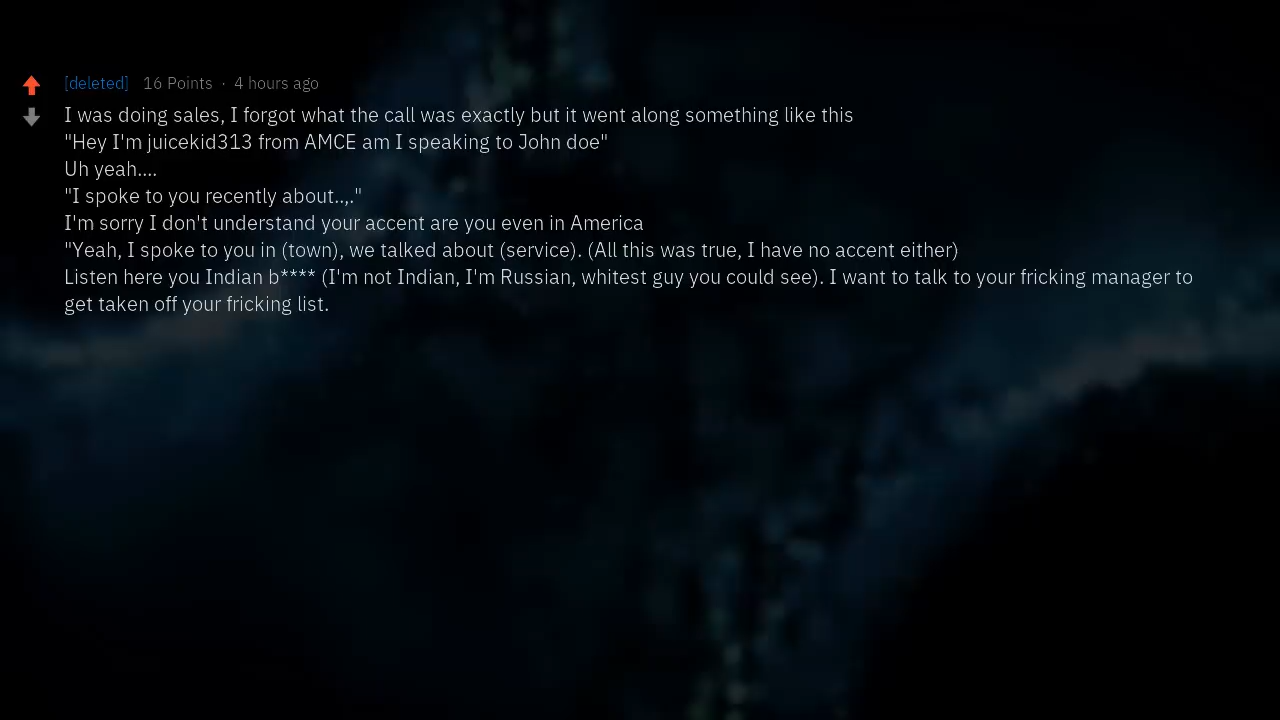 [deleted] 16 Points · 4 hours ago
I was doing sales, I forgot what the call was exactly but it went along something like this
"Hey I'm juicekid313 from AMCE am I speaking to John doe"
Uh yeah....
"I spoke to you recently about..,."
I'm sorry I don't understand your accent are you even in America
"Yeah, I spoke to you in (town), we talked about (service). (All this was true, I have no accent either)
Listen here you Indian b**** (I'm not Indian, I'm Russian, whitest guy you could see). I want to talk to your fricking manager to
get taken off your fricking list.